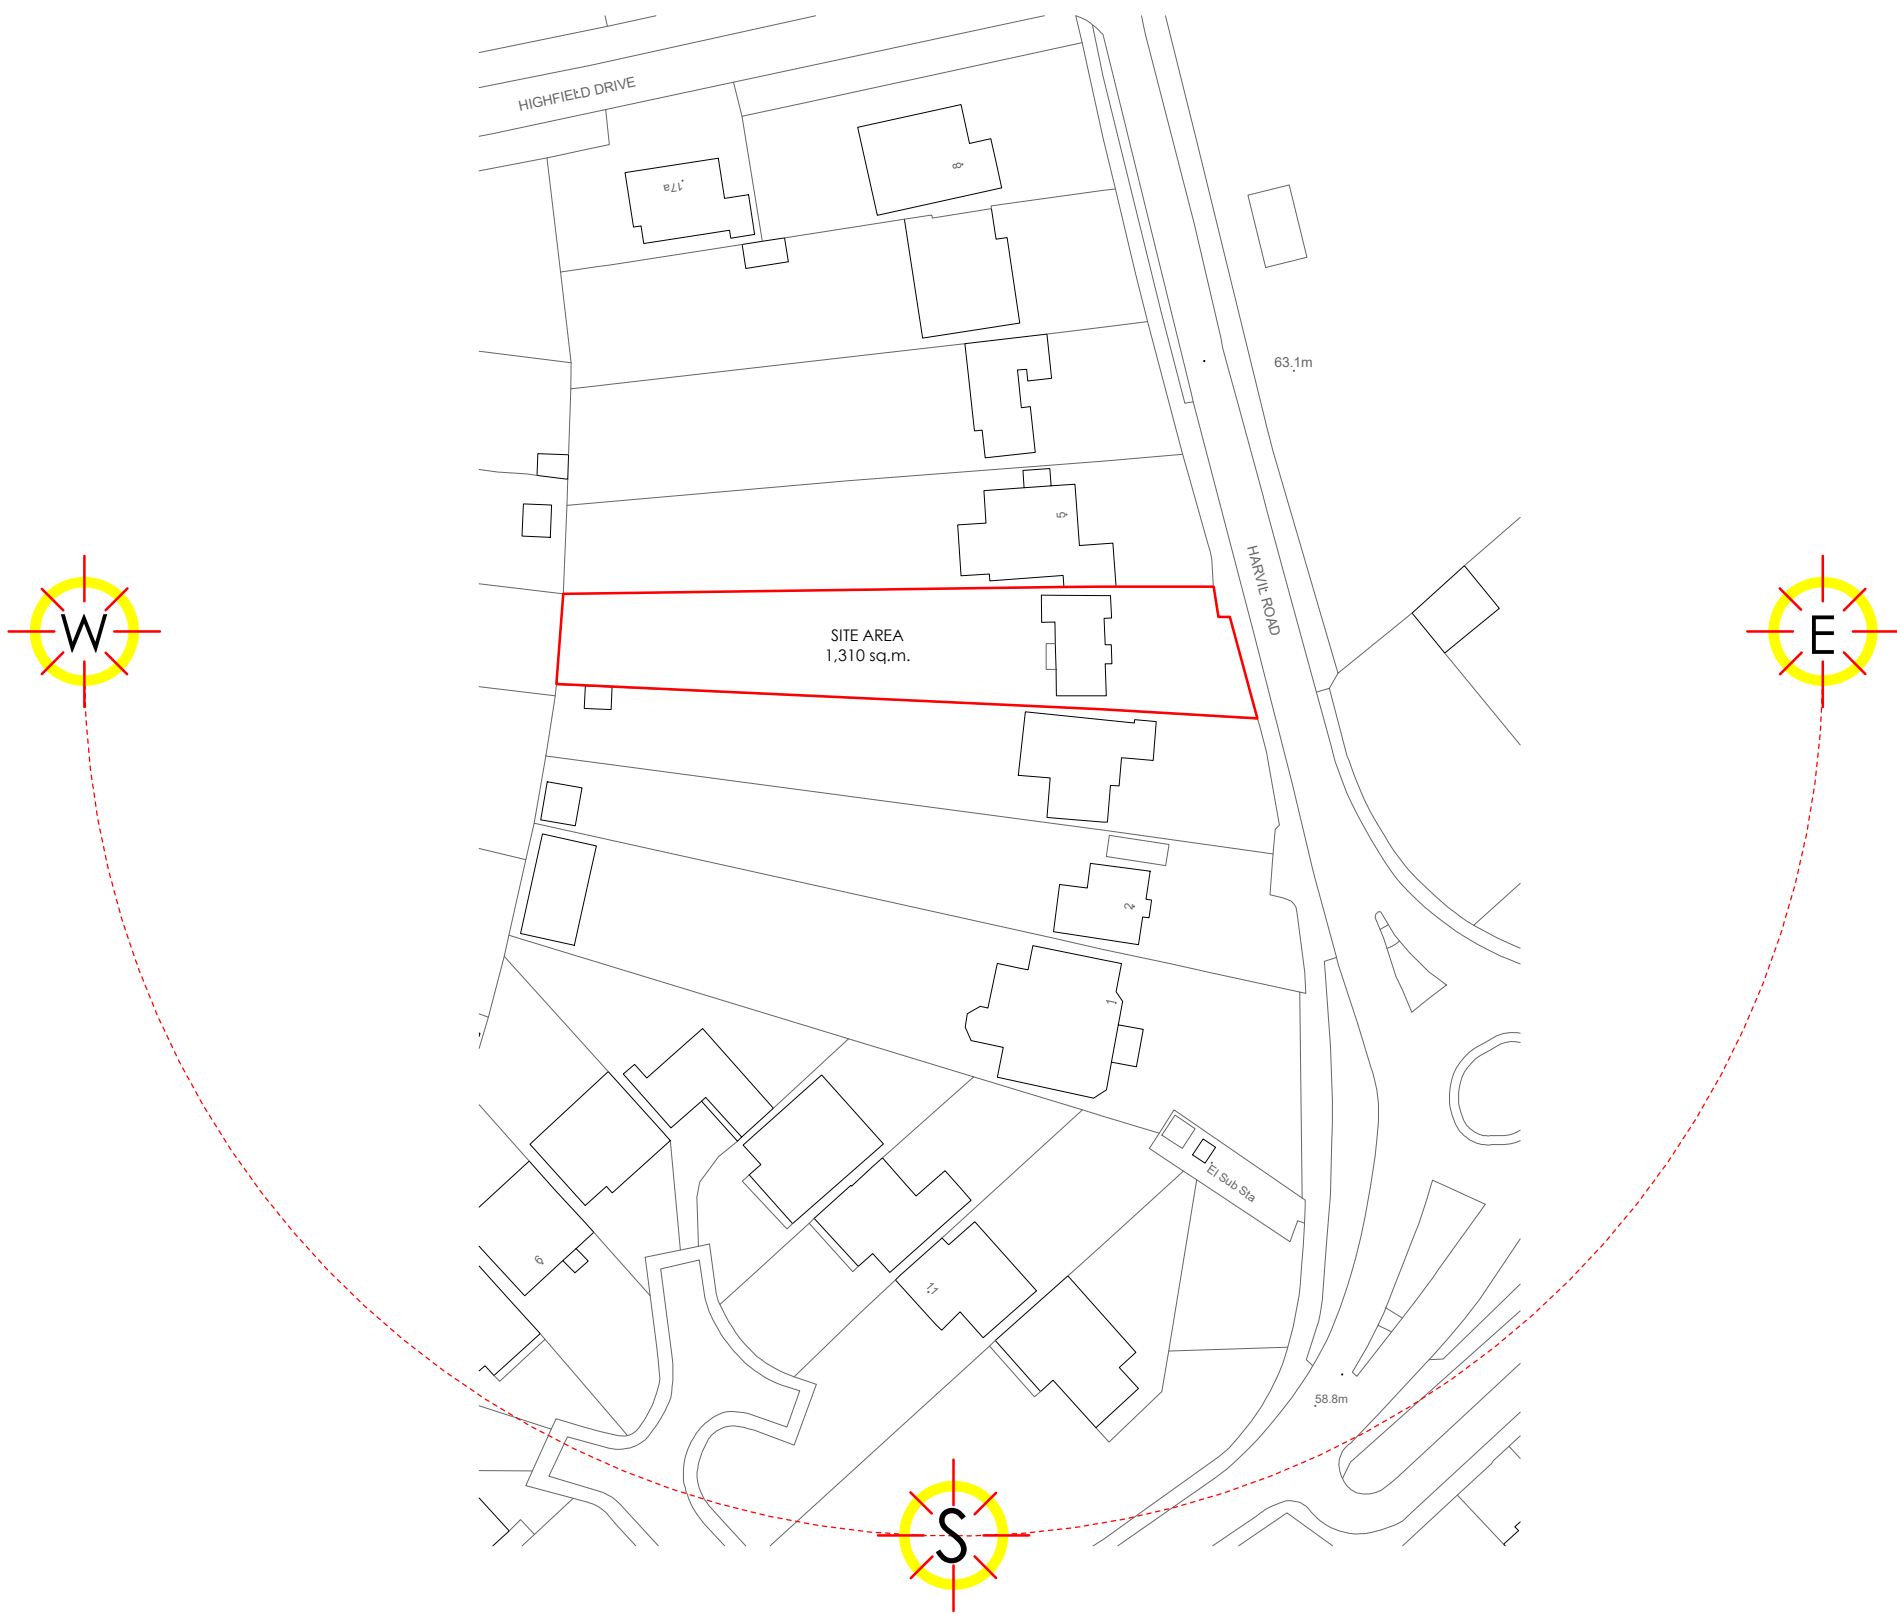 HIGHFIELD DRIVE
17a
8
63.1m
5
HARVIL ROAD
SITE AREA
1,310 sq.m.
W
E
2
1
El Sub Sta
6
11
58.8m
S